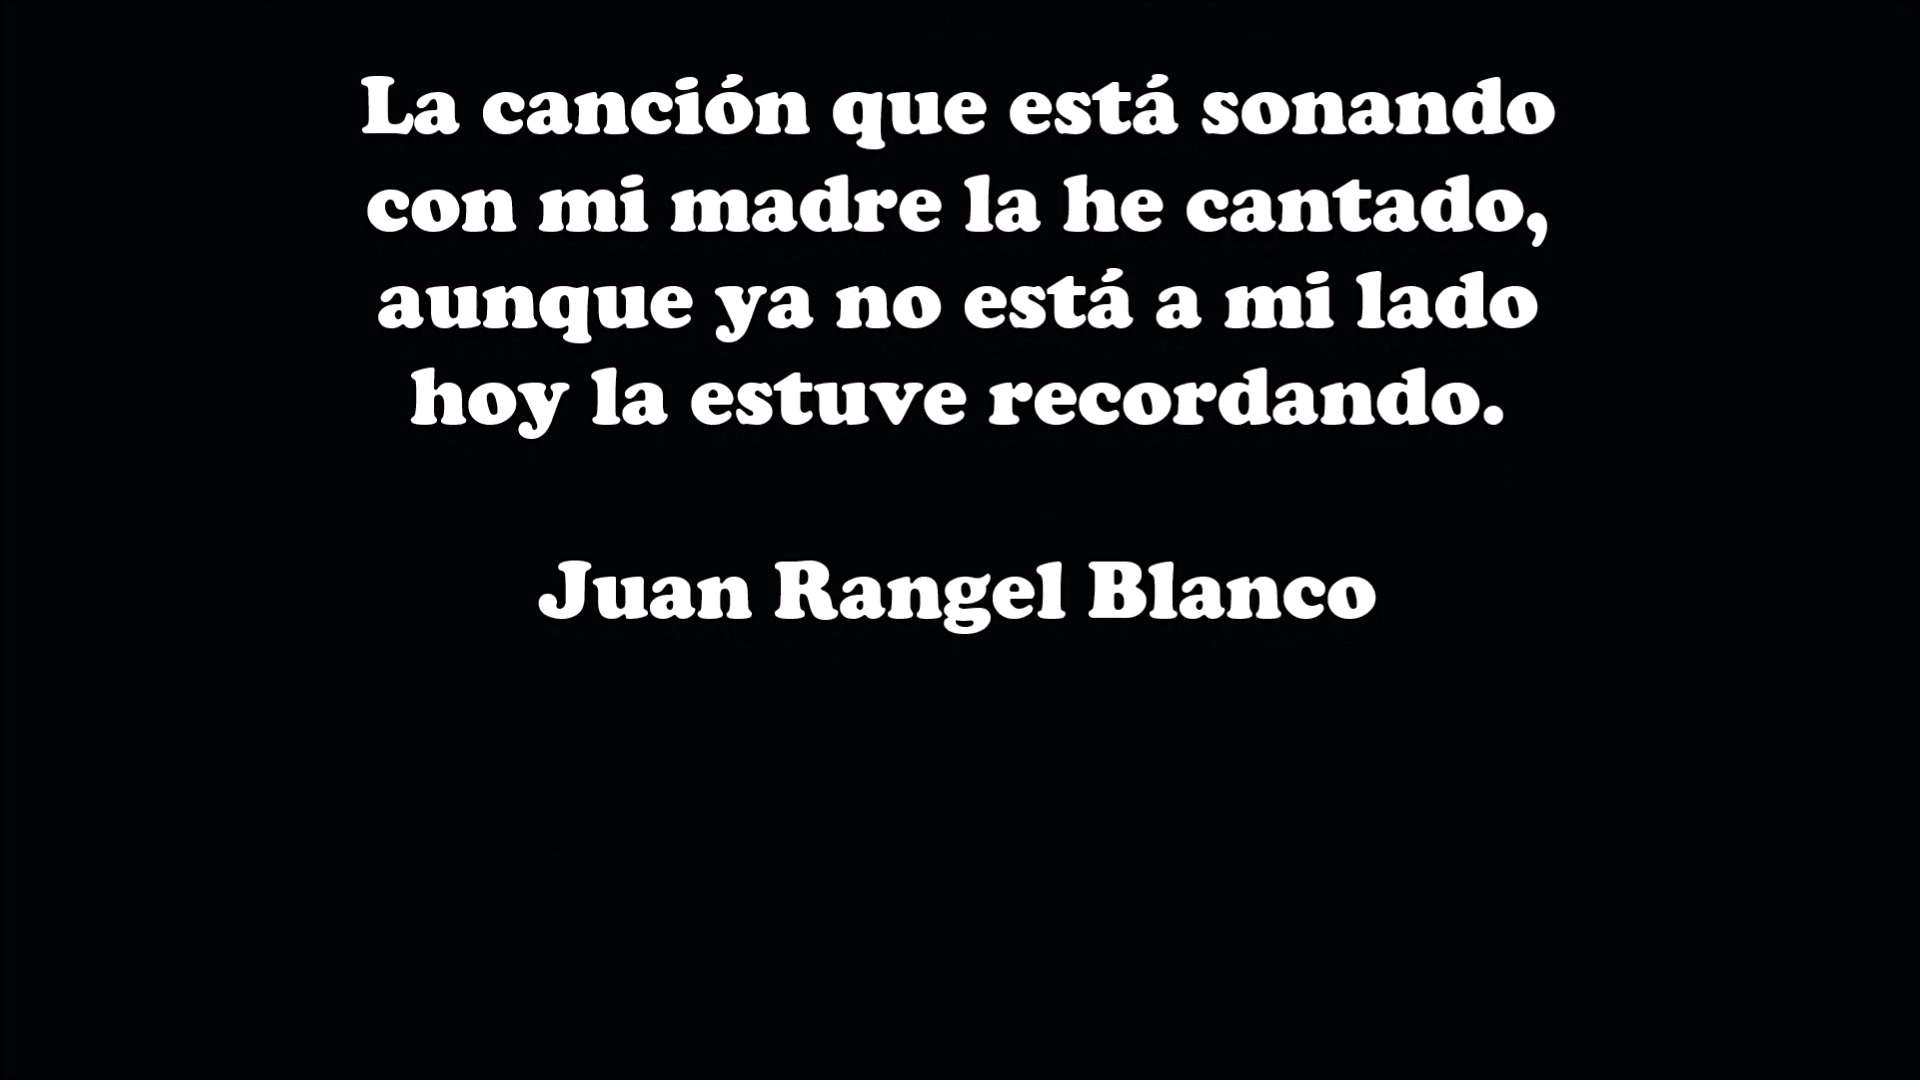 La canción que está sonando
con mi madre la he cantado,
aunque ya no está a mi lado
hoy la estuve recordando.
Juan Rangel Blanco